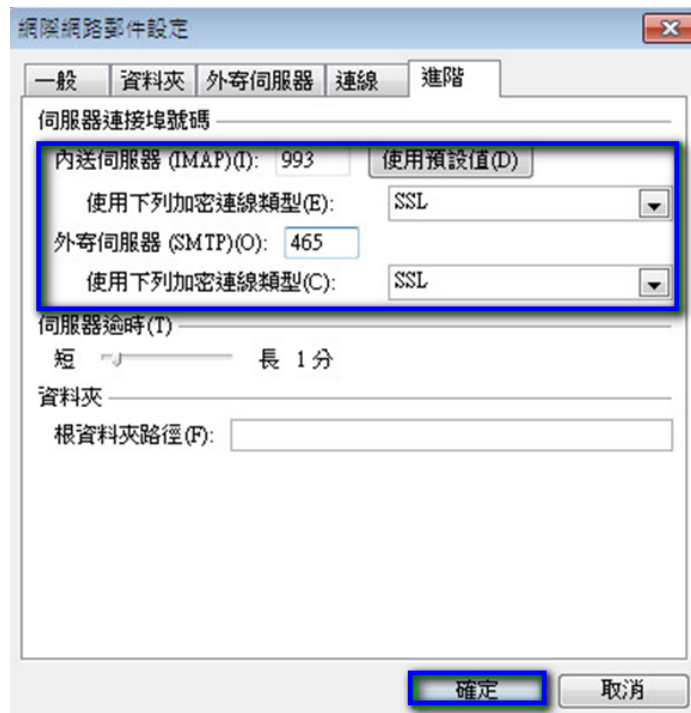 網際網路郵件設定
一般 資料夾 外寄伺服器 連線 進階
伺服器連接埠號碼
內送伺服器 (IMAP)(I): 993 使用預設值(D)
使用下列加密連線類型(E): SSL
外寄伺服器 (SMTP)(O): 465
使用下列加密連線類型(C): SSL
伺服器逾時(T)
短 長 1 分
資料夾
根資料夾路徑(F):
確定 取消